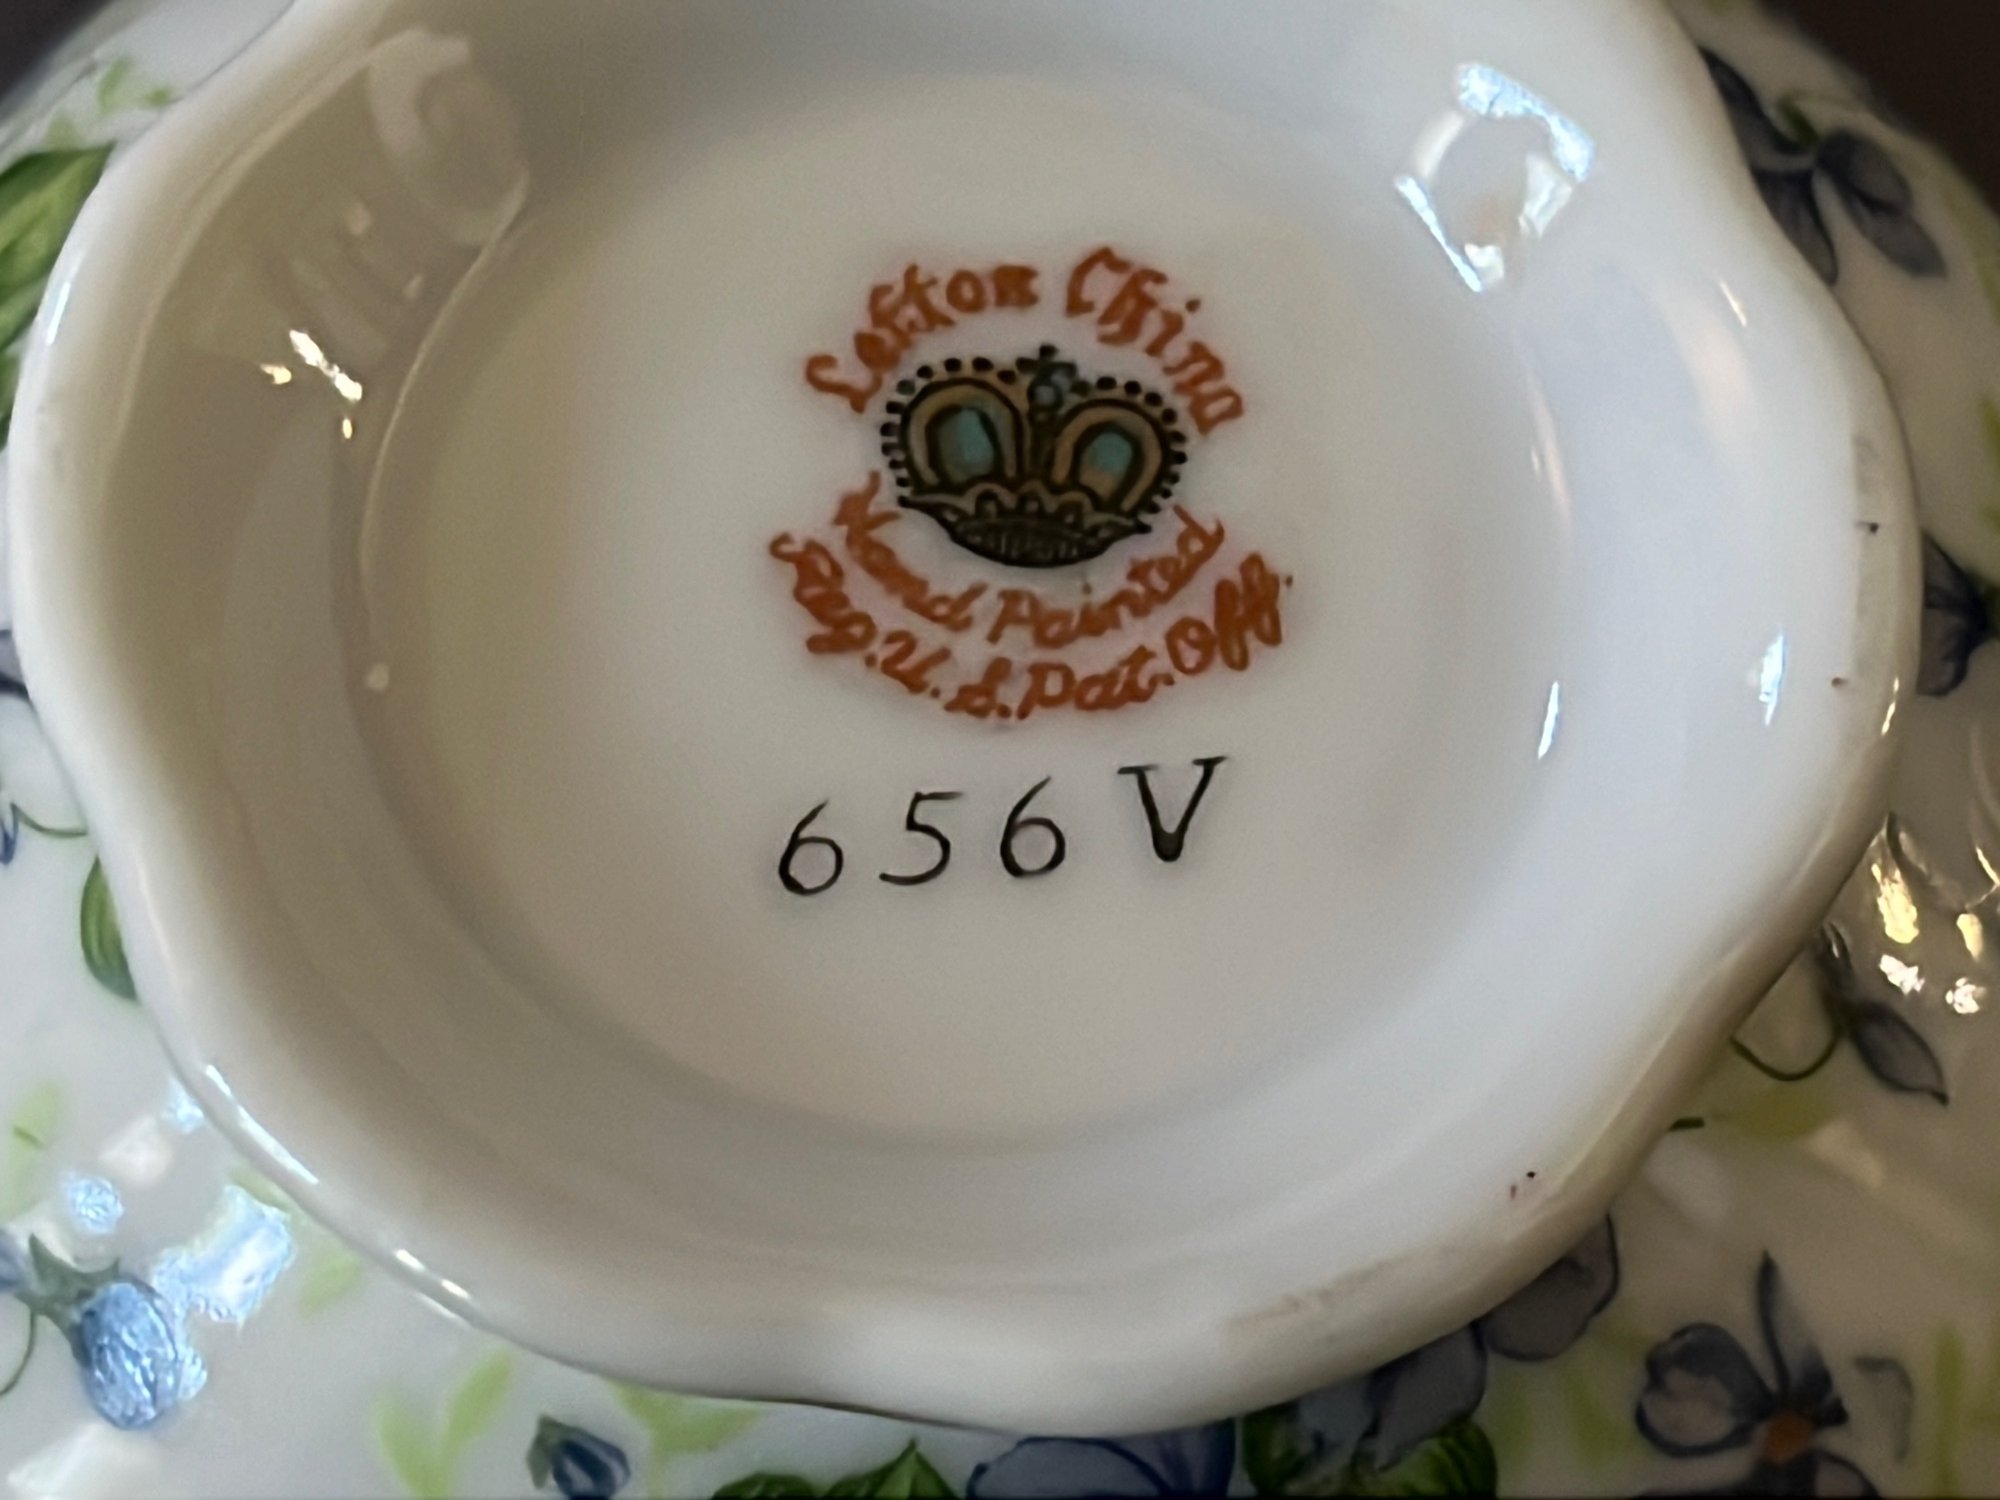 Lefton China
Hand Painted
Reg. U. S. Pat. Off.
656 V